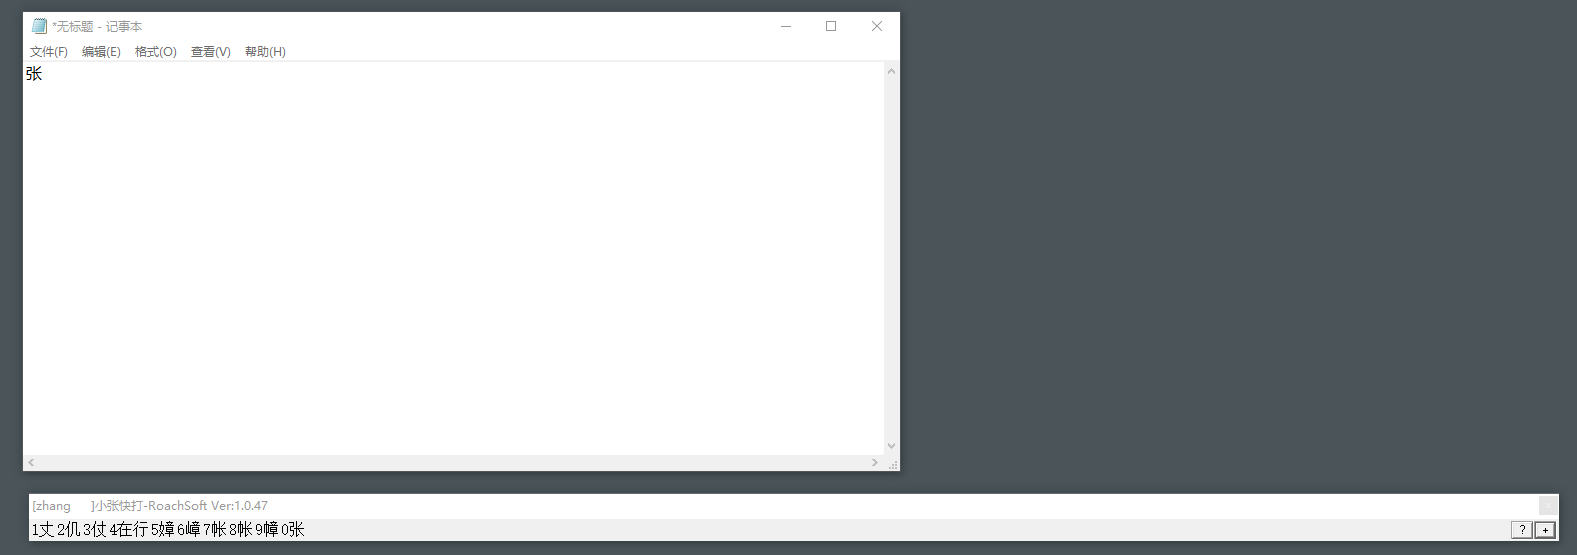 *无标题 - 记事本
文件(F) 编辑(E) 格式(O) 查看(V) 帮助(H)
张
[zhang ]小张快打-RoachSoft Ver:1.0.47
1丈2仉3仗4在行5嫜6嶂7帐8帐9幛0张
? +